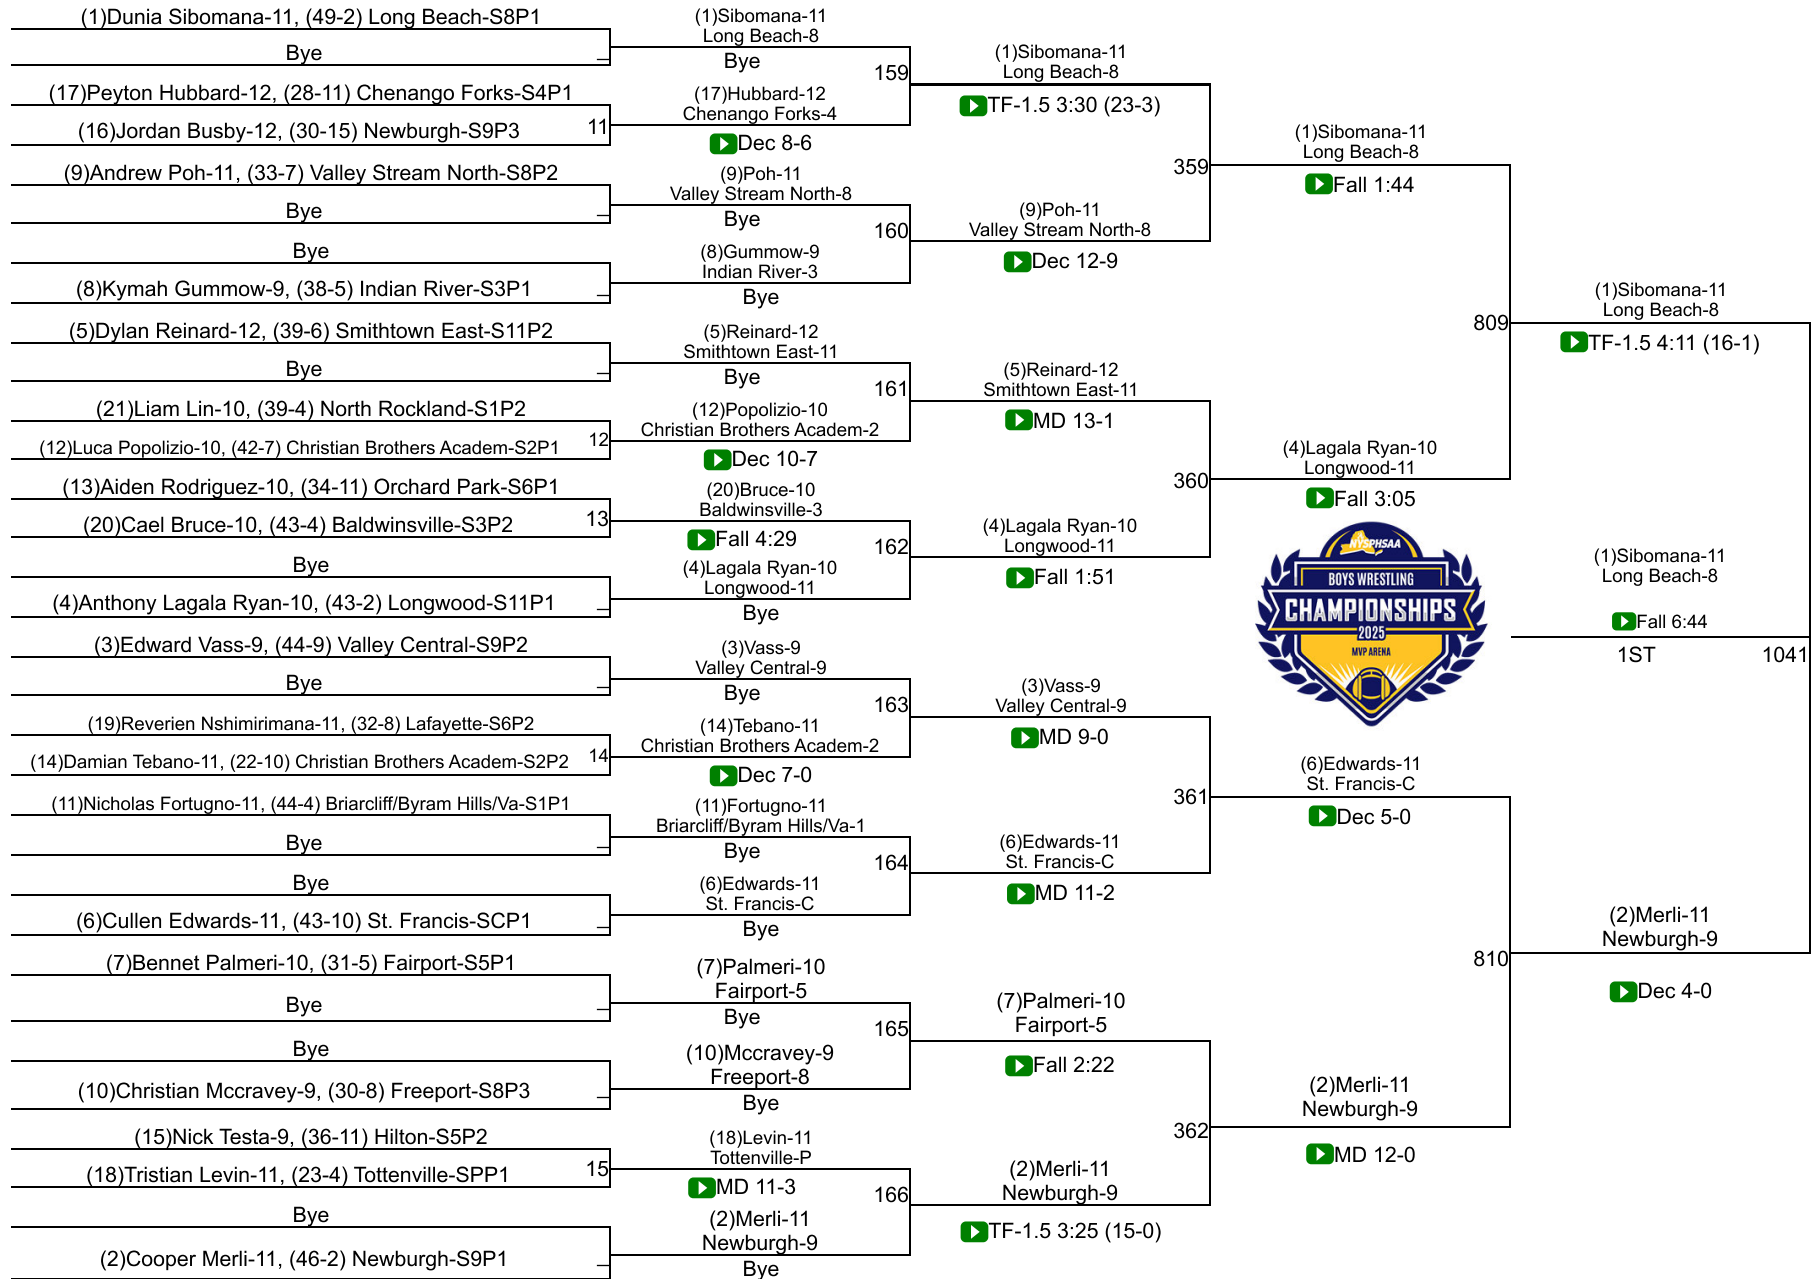 (1)Dunia Sibomana-11, (49-2) Long Beach-S8P1
Bye
(17)Peyton Hubbard-12, (28-11) Chenango Forks-S4P1
(16)Jordan Busby-12, (30-15) Newburgh-S9P3
11
(9)Andrew Poh-11, (33-7) Valley Stream North-S8P2
Bye
Bye
(8)Kymah Gummow-9, (38-5) Indian River-S3P1
(5)Dylan Reinard-12, (39-6) Smithtown East-S11P2
Bye
(21)Liam Lin-10, (39-4) North Rockland-S1P2
(12)Luca Popolizio-10, (42-7) Christian Brothers Academ-S2P1
12
(13)Aiden Rodriguez-10, (34-11) Orchard Park-S6P1
(20)Cael Bruce-10, (43-4) Baldwinsville-S3P2
13
Bye
(4)Anthony Lagala Ryan-10, (43-2) Longwood-S11P1
(3)Edward Vass-9, (44-9) Valley Central-S9P2
Bye
(19)Reverien Nshimirimana-11, (32-8) Lafayette-S6P2
(14)Damian Tebano-11, (22-10) Christian Brothers Academ-S2P2
14
(11)Nicholas Fortugno-11, (44-4) Briarcliff/Byram Hills/Va-S1P1
Bye
Bye
(6)Cullen Edwards-11, (43-10) St. Francis-SCP1
(7)Bennet Palmeri-10, (31-5) Fairport-S5P1
Bye
Bye
(10)Christian Mccravey-9, (30-8) Freeport-S8P3
(15)Nick Testa-9, (36-11) Hilton-S5P2
(18)Tristian Levin-11, (23-4) Tottenville-SPP1
15
Bye
(2)Cooper Merli-11, (46-2) Newburgh-S9P1
(1)Sibomana-11
Long Beach-8
Bye
159
(17)Hubbard-12
Chenango Forks-4
Dec 8-6
(9)Poh-11
Valley Stream North-8
Bye
160
(8)Gummow-9
Indian River-3
Bye
(5)Reinard-12
Smithtown East-11
Bye
161
(12)Popolizio-10
Christian Brothers Academ-2
Dec 10-7
(20)Bruce-10
Baldwinsville-3
Fall 4:29
162
(4)Lagala Ryan-10
Longwood-11
Bye
(3)Vass-9
Valley Central-9
Bye
163
(14)Tebano-11
Christian Brothers Academ-2
Dec 7-0
(11)Fortugno-11
Briarcliff/Byram Hills/Va-1
Bye
164
(6)Edwards-11
St. Francis-C
Bye
(7)Palmeri-10
Fairport-5
Bye
165
(10)Mccravey-9
Freeport-8
Bye
(18)Levin-11
Tottenville-P
MD 11-3
166
(2)Merli-11
Newburgh-9
Bye
(1)Sibomana-11
Long Beach-8
TF-1.5 3:30 (23-3)
359
(9)Poh-11
Valley Stream North-8
Dec 12-9
(5)Reinard-12
Smithtown East-11
MD 13-1
360
(4)Lagala Ryan-10
Longwood-11
Fall 1:51
(3)Vass-9
Valley Central-9
MD 9-0
361
(6)Edwards-11
St. Francis-C
MD 11-2
(7)Palmeri-10
Fairport-5
Fall 2:22
362
(2)Merli-11
Newburgh-9
TF-1.5 3:25 (15-0)
(1)Sibomana-11
Long Beach-8
Fall 1:44
809
(4)Lagala Ryan-10
Longwood-11
Fall 3:05
NYSPHSAA
BOYS WRESTLING
CHAMPIONSHIPS
2025
MVP ARENA
(6)Edwards-11
St. Francis-C
Dec 5-0
810
(2)Merli-11
Newburgh-9
MD 12-0
(1)Sibomana-11
Long Beach-8
TF-1.5 4:11 (16-1)
(1)Sibomana-11
Long Beach-8
Fall 6:44
1ST
1041
(2)Merli-11
Newburgh-9
Dec 4-0